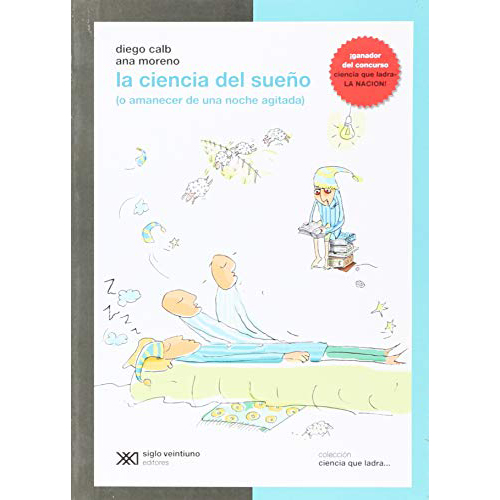 diego calb
ana moreno
la ciencia del sueño
(o amanecer de una noche agitada)
¡ganador
del concurso
ciencia que ladra-
LA NACION!
siglo veintiuno
editores
colección
ciencia que ladra...